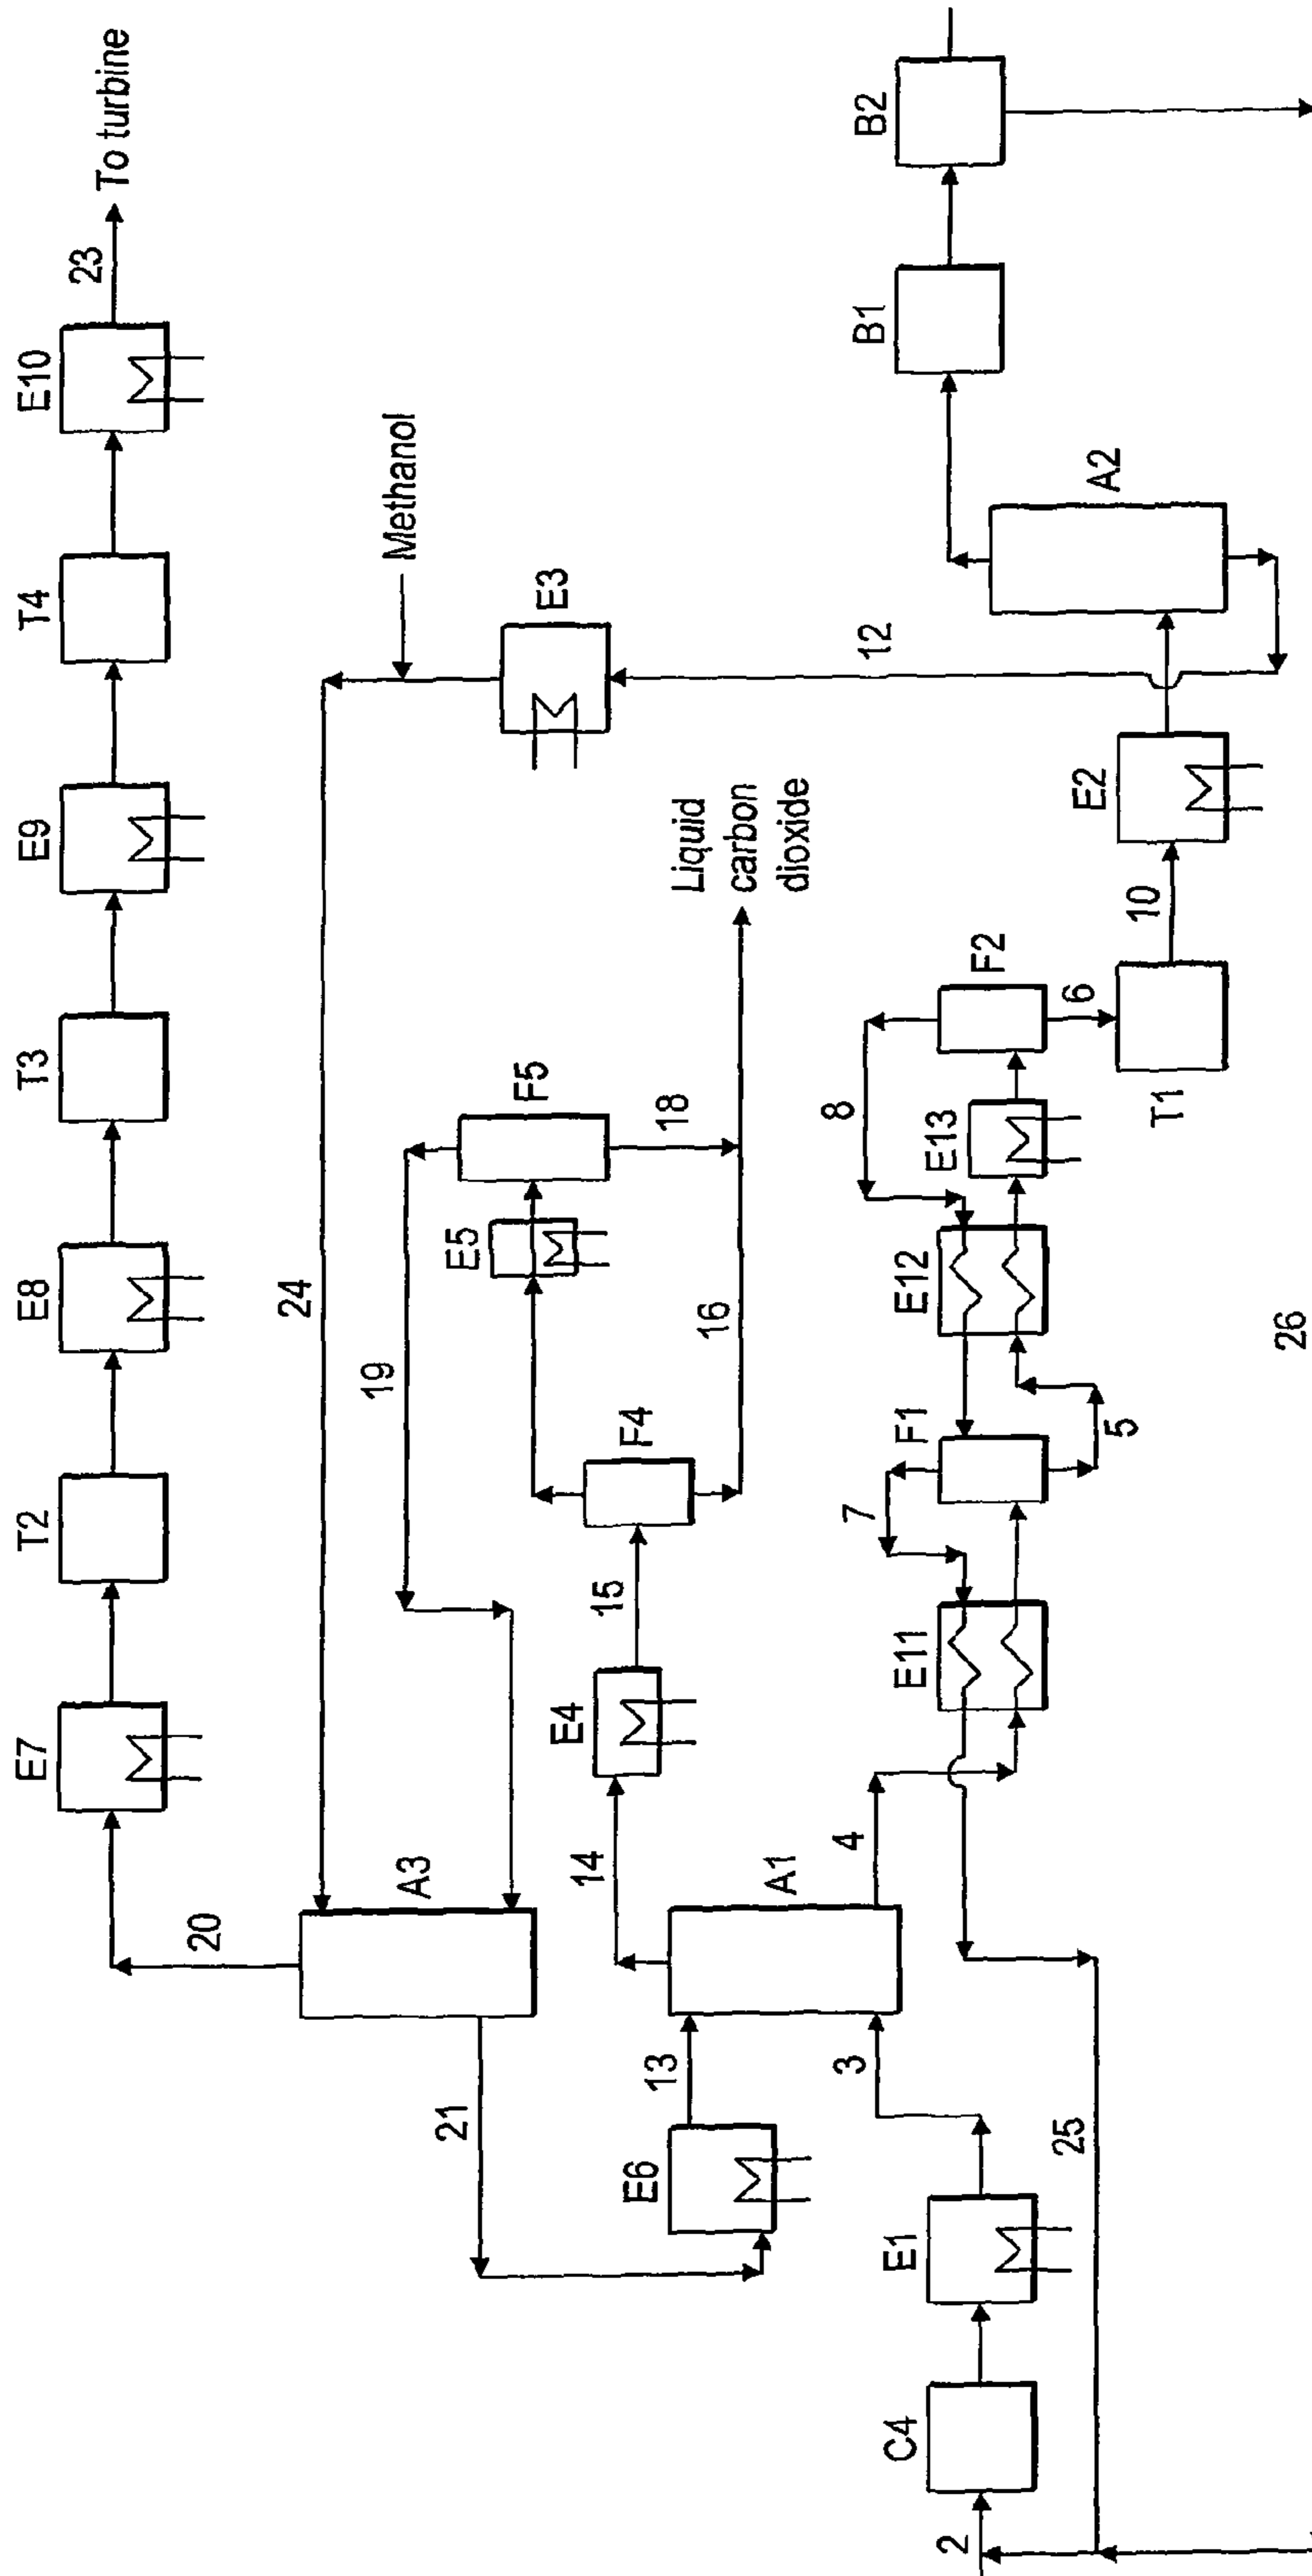 E7
T2
E8
T3
E9
T4
E10
23
To turbine
20
24
Methanol
A3
19
E3
21
14
E4
15
F4
E5
F5
18
16
Liquid
carbon
dioxide
12
E6
13
A1
3
4
2
C4
E1
25
E11
7
F1
5
E12
8
E13
F2
6
T1
10
E2
A2
B1
B2
26